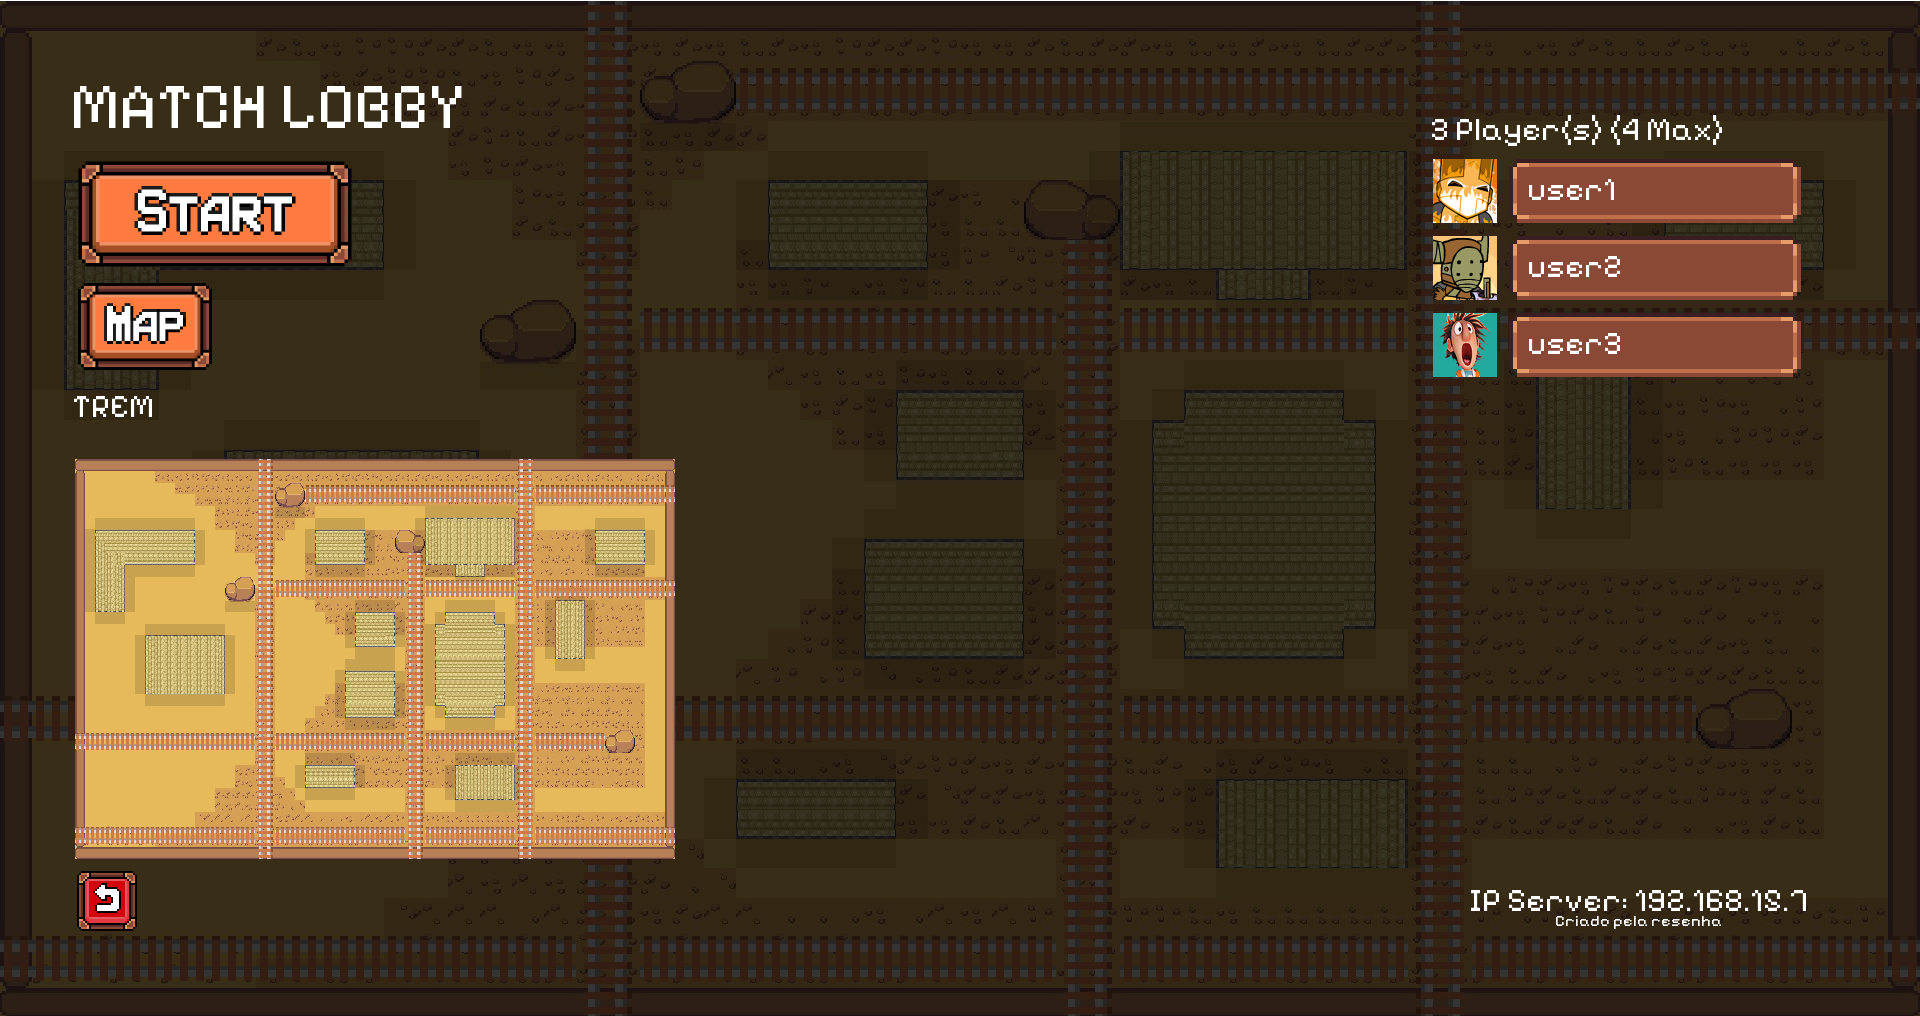 MATCH LOBBY
START
MAP
TREM
3 Player(s) (4 Max)
user1
user2
user3
IP Server: 192.168.18.7
Criado pela resenha